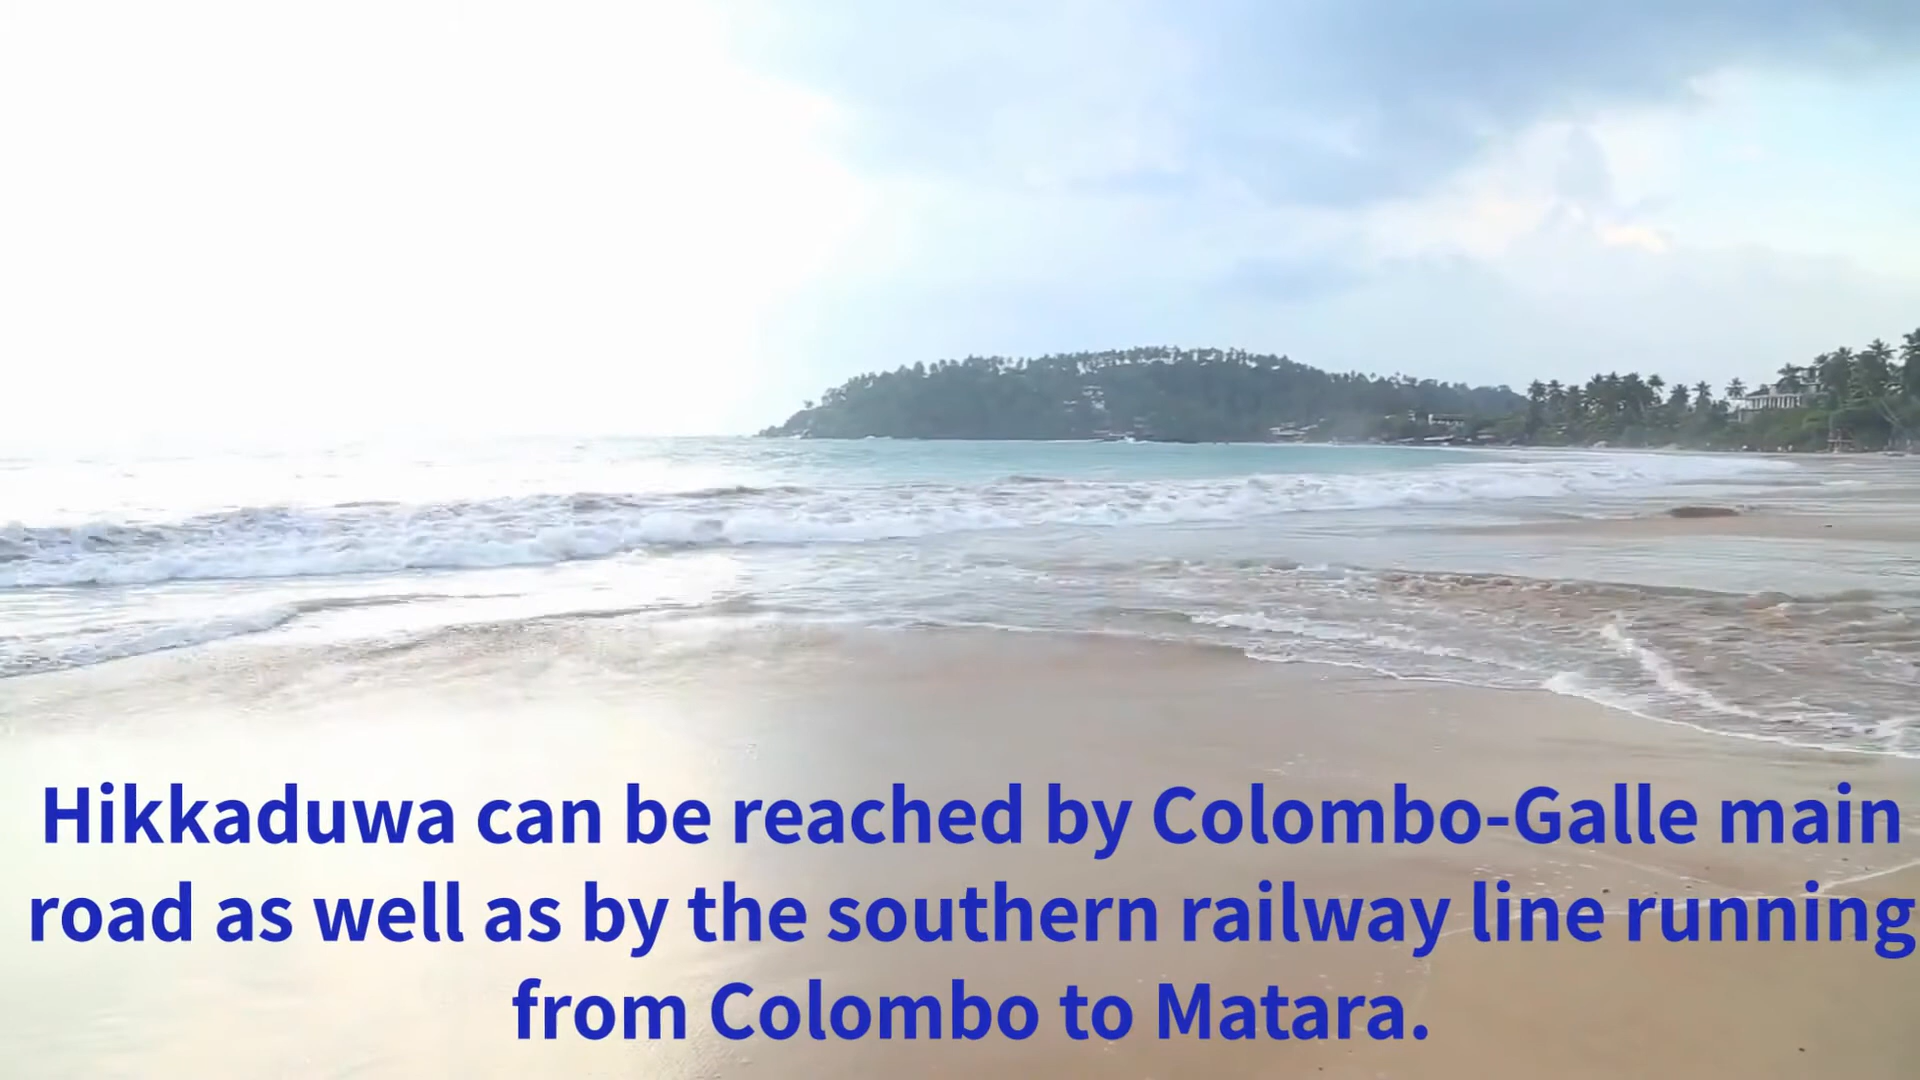 Hikkaduwa can be reached by Colombo-Galle main
road as well as by the southern railway line running
from Colombo to Matara.